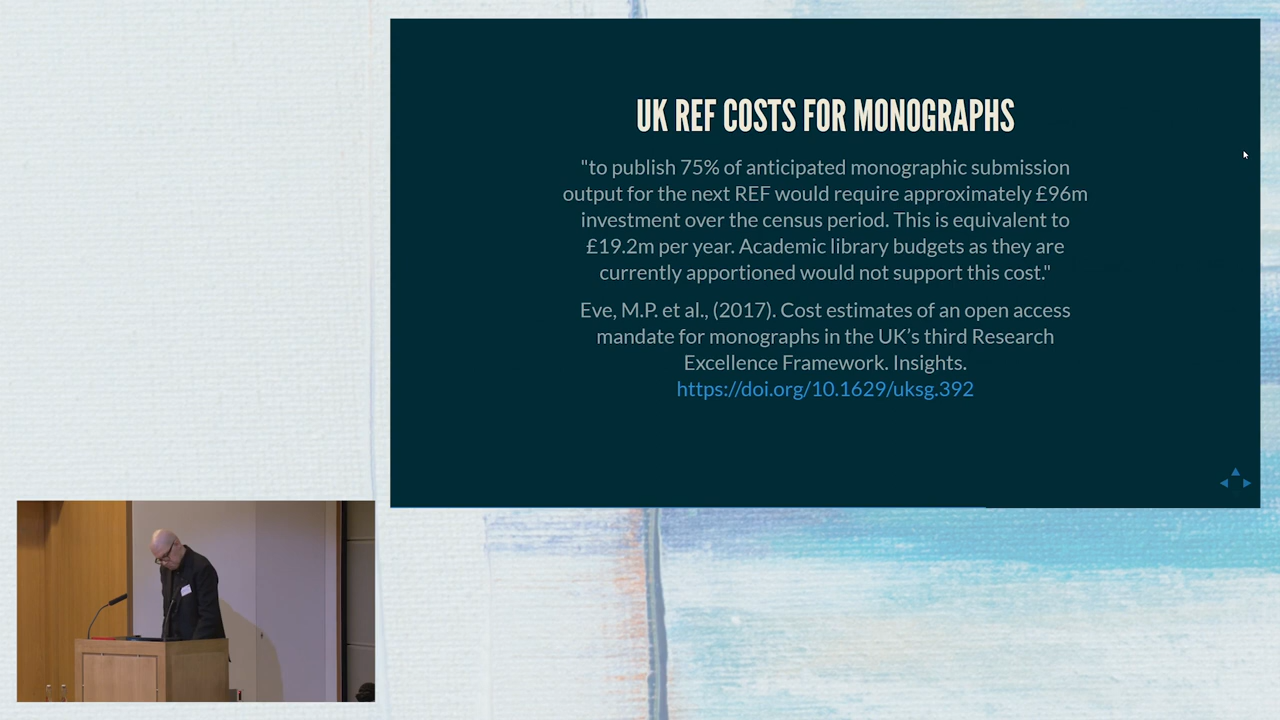 UK REF COSTS FOR MONOGRAPHS
"to publish 75% of anticipated monographic submission
output for the next REF would require approximately £96m
investment over the census period. This is equivalent to
£19.2m per year. Academic library budgets as they are
currently apportioned would not support this cost."
Eve, M.P. et al., (2017). Cost estimates of an open access
mandate for monographs in the UK’s third Research
Excellence Framework. Insights.
https://doi.org/10.1629/uksg.392